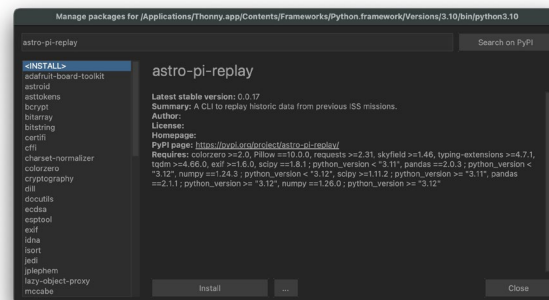 Manage packages for /Applications/Thonny.app/Contents/Frameworks/Python.framework/Versions/3.10/bin/python3.10
astro-pi-replay
Search on PyPI
<INSTALL>
adafruit-board-toolkit
astroid
asttokens
bcrypt
bitarray
bitstring
certifi
cffi
charset-normalizer
colorzero
cryptography
dill
docutils
ecdsa
esptool
exif
idna
isort
jedi
jplephem
lazy-object-proxy
mccabe
astro-pi-replay
Latest stable version: 0.0.17
Summary: A CLI to replay historic data from previous ISS missions.
Author:
License:
Homepage:
PyPI page: https://pypi.org/project/astro-pi-replay/
Requires: colorzero >=2.0, Pillow ==10.0.0, requests >=2.31, skyfield >=1.46, typing-extensions >=4.7.1,
tqdm >=4.66.0, exif >=1.6.0, scipy ==1.8.1 ; python_version < "3.11", pandas ==2.0.3 ; python_version <
"3.12", numpy ==1.24.3 ; python_version < "3.12", scipy >=1.11.2 ; python_version >= "3.11", pandas
==2.1.1 ; python_version >= "3.12", numpy ==1.26.0 ; python_version >= "3.12"
Install
...
Close